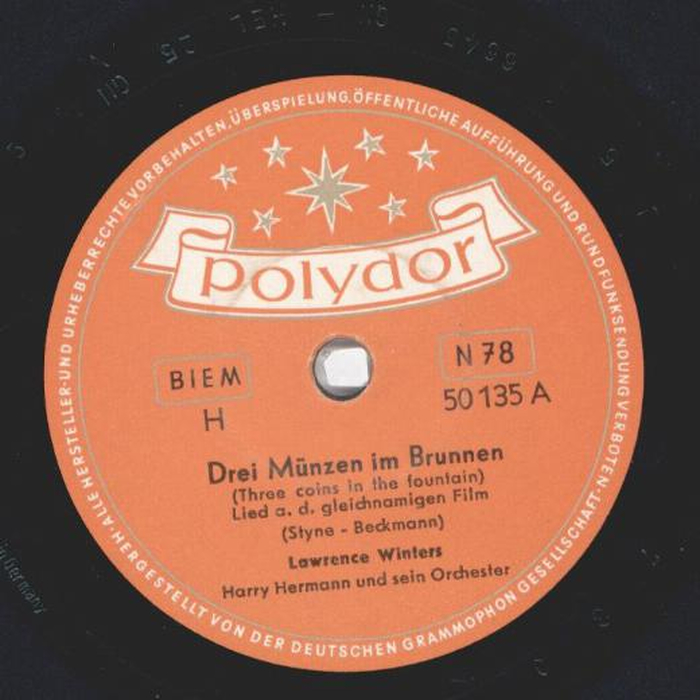 ALLE HERSTELLER-UND URHEBERRECHTE VORBEHALTEN, ÜBERSPIELUNG, ÖFFENTLICHE AUFFÜHRUNG UND RUNDFUNKSENDUNG VERBOTEN·
polydor
BIEM
H
N 78
50 135 A
Drei Münzen im Brunnen
(Three coins in the fountain)
Lied a. d. gleichnamigen Film
(Styne - Beckmann)
Lawrence Winters
Harry Hermann und sein Orchester
HERGESTELLT VON DER DEUTSCHEN GRAMMOPHON GESELLSCHAFT·
Germany